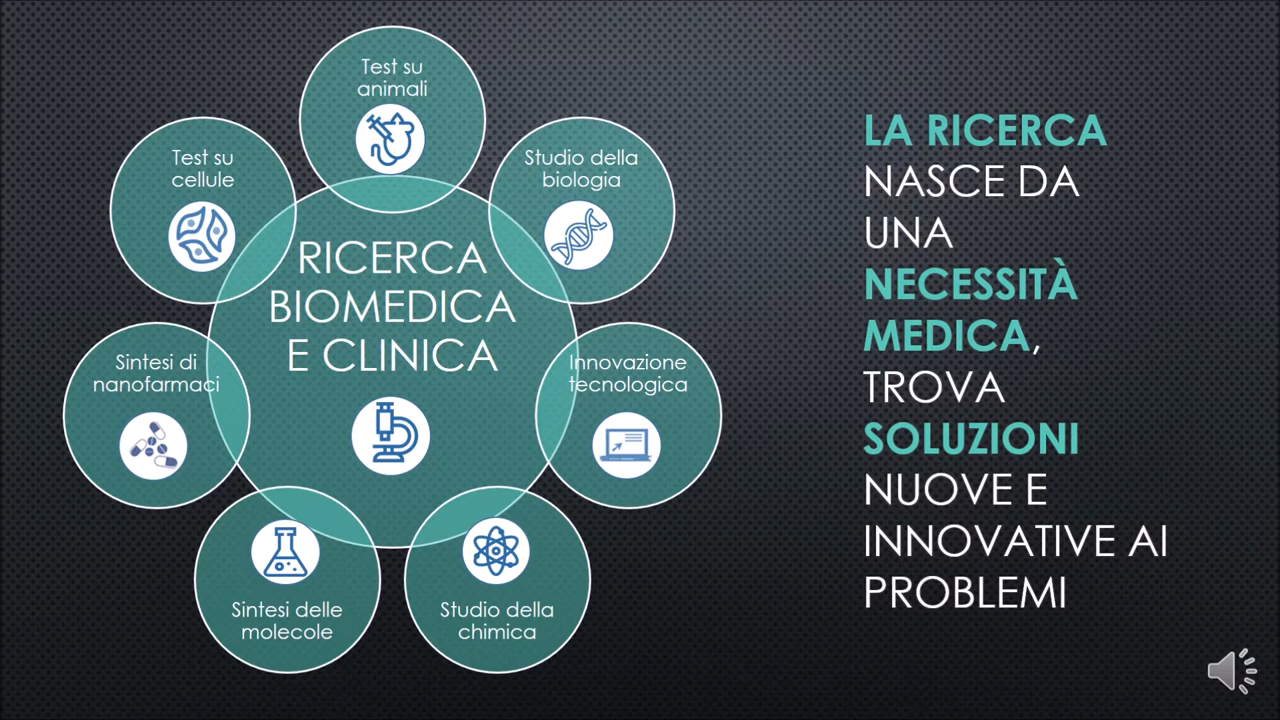 Test su
animali
Studio della
biologia
Innovazione
tecnologica
Studio della
chimica
Sintesi delle
molecole
Sintesi di
nanofarmaci
Test su
cellule
RICERCA
BIOMEDICA
E CLINICA
LA RICERCA
NASCE DA
UNA
NECESSITÀ
MEDICA,
TROVA
SOLUZIONI
NUOVE E
INNOVATIVE AI
PROBLEMI